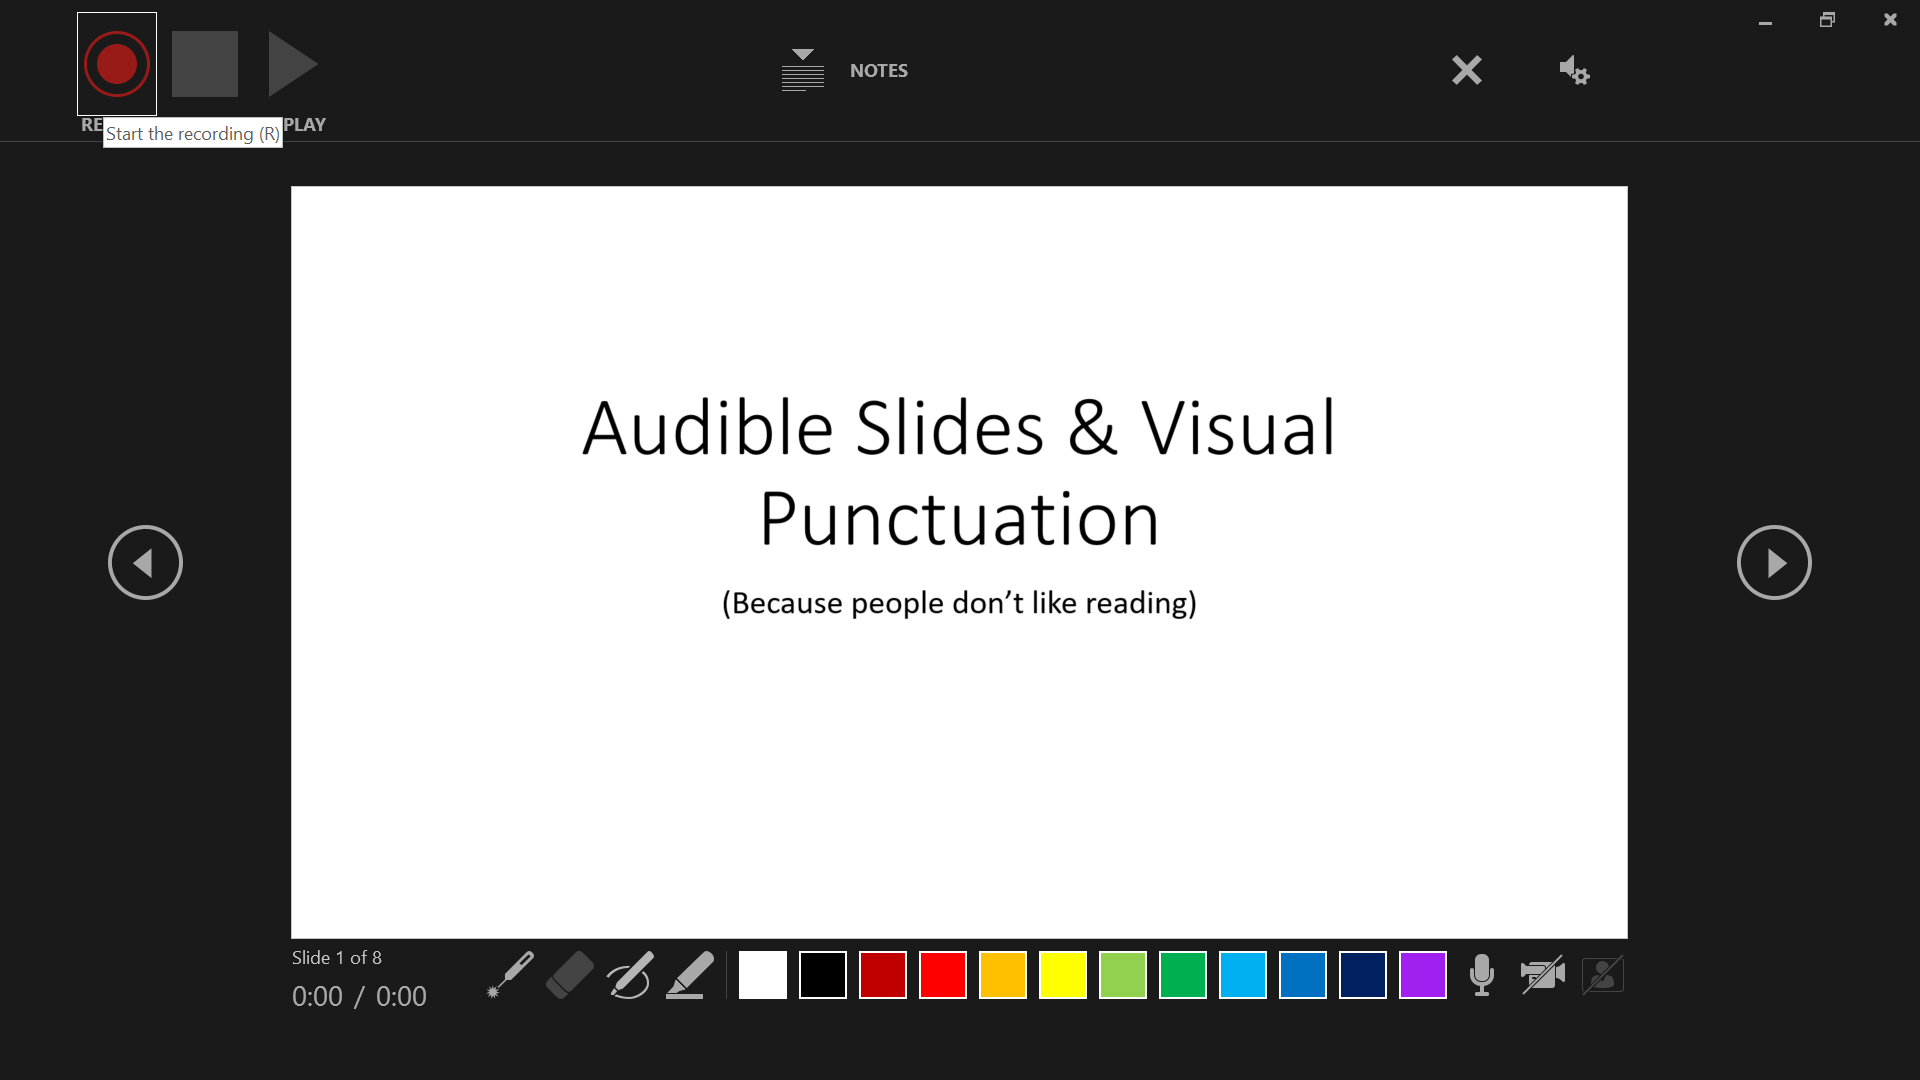 NOTES
RE
Start the recording (R)
PLAY
Audible Slides & Visual
Punctuation
(Because people don’t like reading)
Slide 1 of 8
0:00 / 0:00